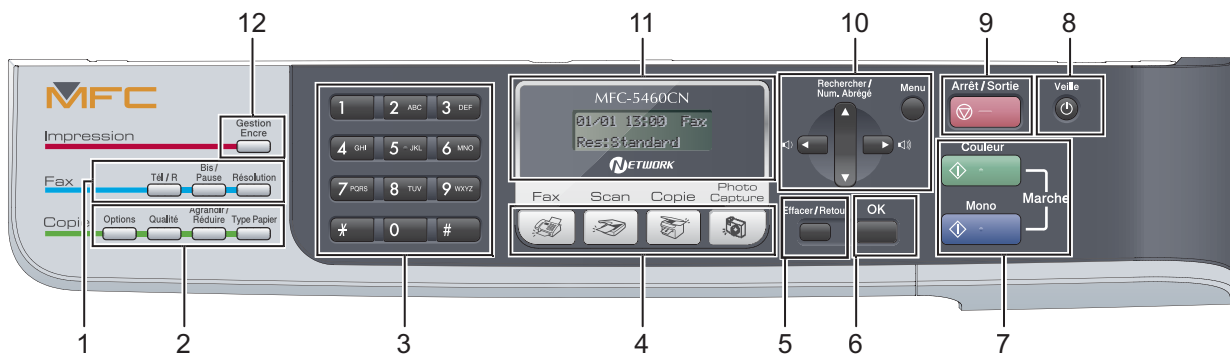 12
11
10
9
8
MFC
Impression
Gestion
Encre
Fax
Tél / R
Bis /
Pause
Résolution
Copie
Options
Qualité
Agrandir /
Réduire
Type Papier
1
2 ABC
3 DEF
4 GHI
5 JKL
6 MNO
7 PQRS
8 TUV
9 WXYZ
*
0
#
MFC-5460CN
01/01 13:00 Fax
Res:Standard
NETWORK
Fax
Scan
Copie
Photo
Capture
Rechercher /
Num. Abrégé
Menu
Effacer / Retour
OK
Arrêt / Sortie
Veille
Couleur
Mono
Marche
1
2
3
4
5
6
7